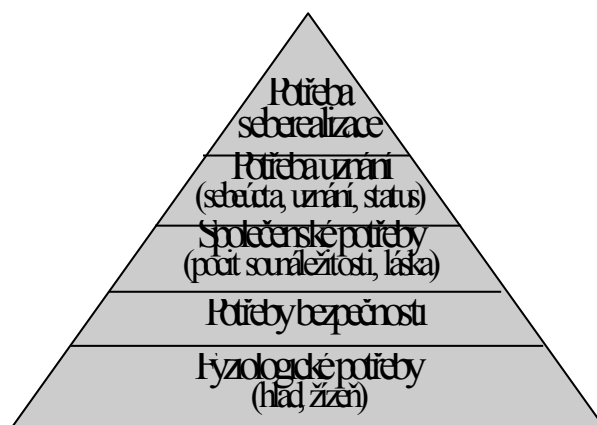 Potřeba
seberealizace
Potřeba uznání
(sebeúcta, uznání, status)
Společenské potřeby
(pocit sounáležitosti, láska)
Potřeby bezpečnosti
Fyziologické potřeby
(hlad, žízeň)